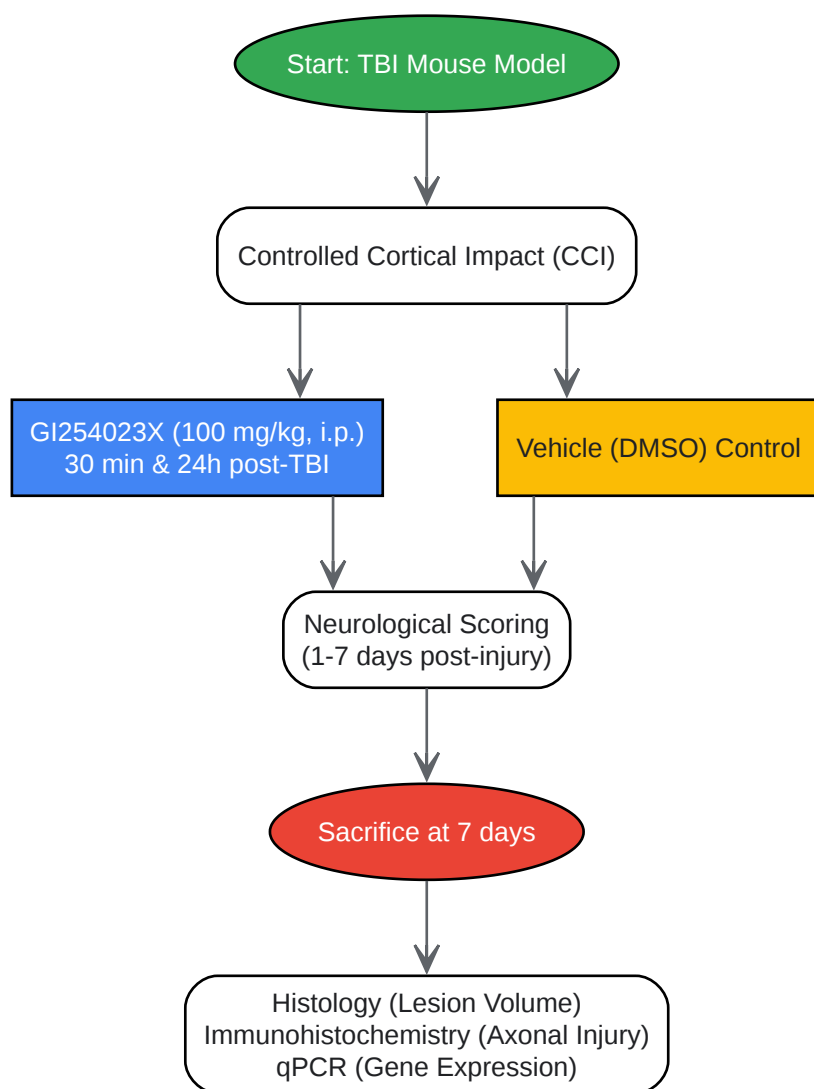 Start: TBI Mouse Model
Controlled Cortical Impact (CCI)
GI254023X (100 mg/kg, i.p.)
30 min & 24h post-TBI
Vehicle (DMSO) Control
Neurological Scoring
(1-7 days post-injury)
Sacrifice at 7 days
Histology (Lesion Volume)
Immunohistochemistry (Axonal Injury)
qPCR (Gene Expression)